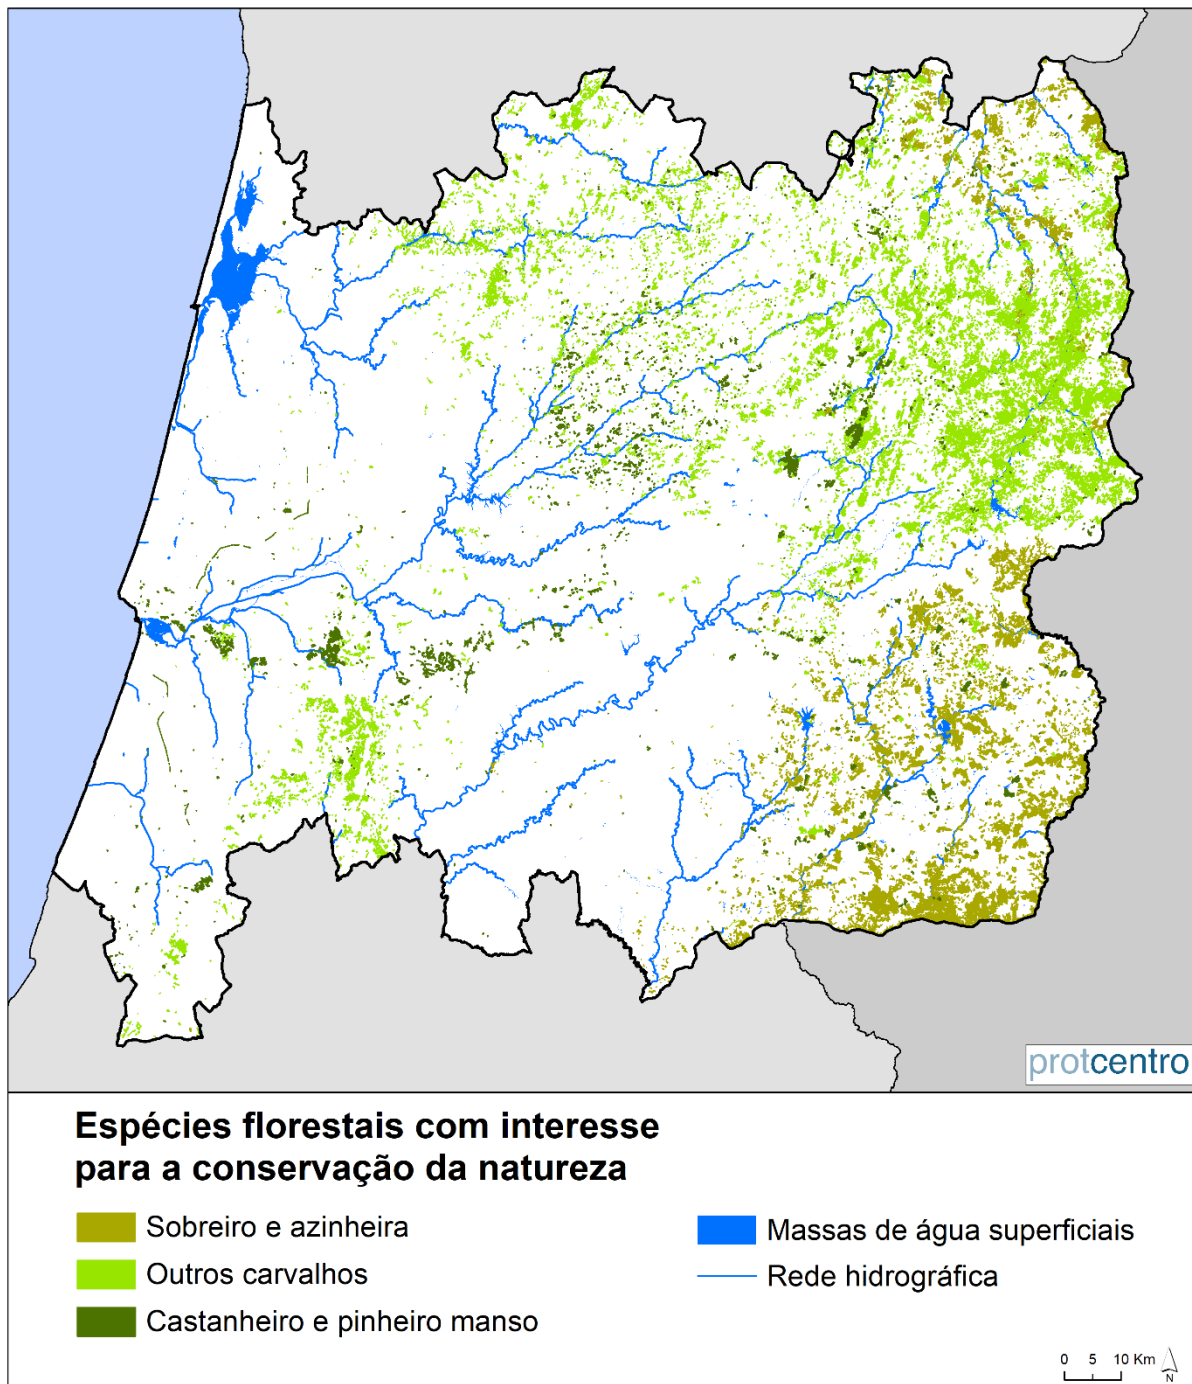 protcentro
Espécies florestais com interesse
para a conservação da natureza
Sobreiro e azinheira
Outros carvalhos
Castanheiro e pinheiro manso
Massas de água superficiais
Rede hidrográfica
0 5 10 Km
N